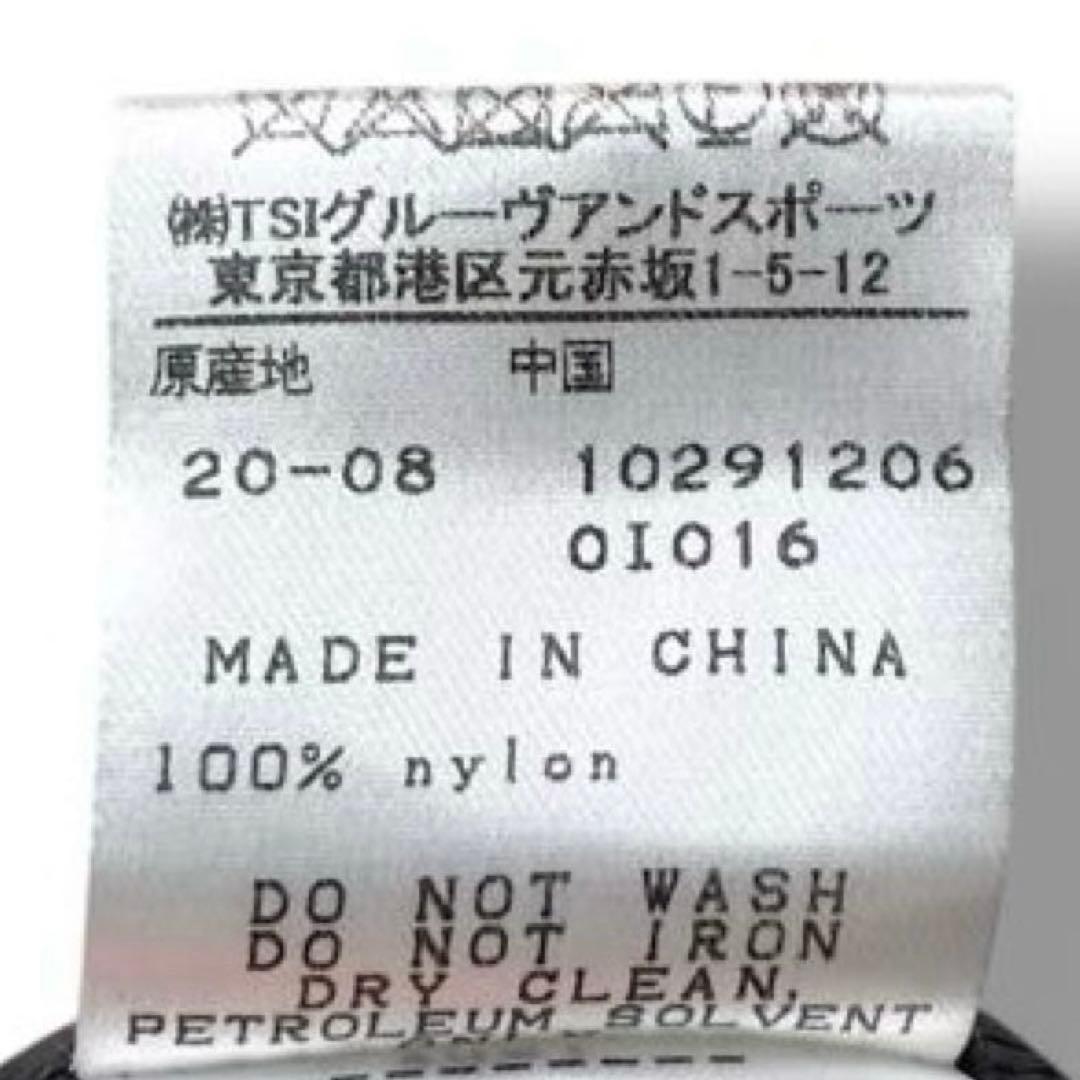 ㈱TSIグルーヴアンドスポーツ
東京都港区元赤坂1-5-12
原産地 中国
20-08 10291206
0I016
MADE IN CHINA
100% nylon
DO NOT WASH
DO NOT IRON
DRY CLEAN,
PETROLEUM SOLVENT